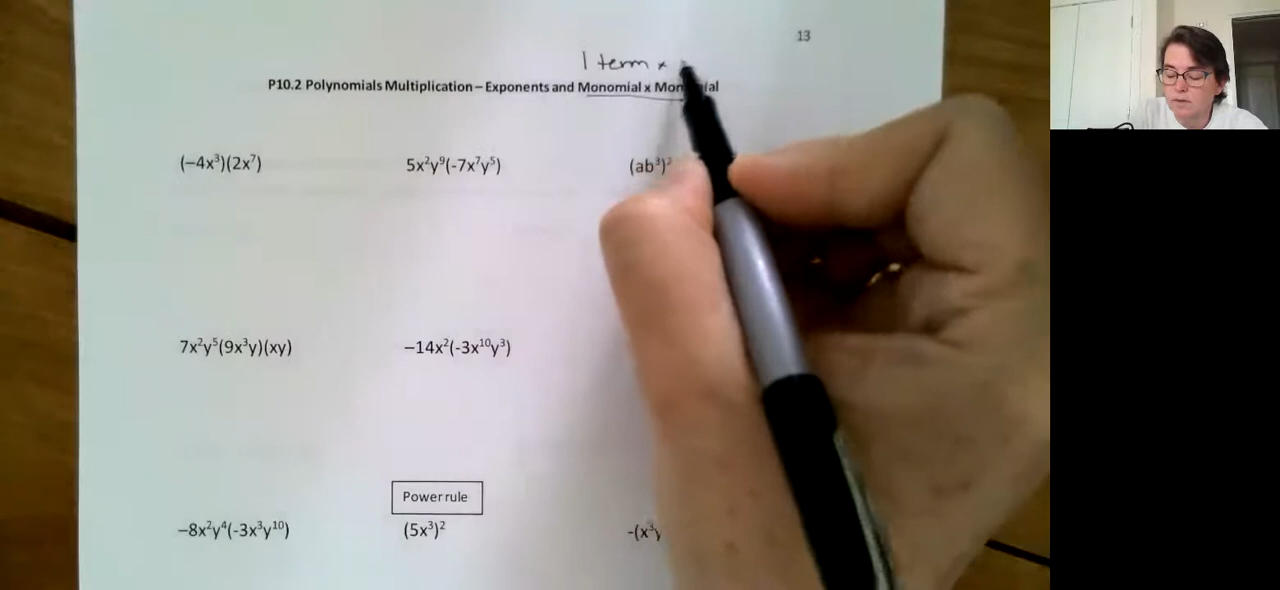 13
1 term ×
P10.2 Polynomials Multiplication – Exponents and Monomial x
(−4x³)(2x⁷) 5x²y⁹(-7x⁷y⁵) (ab³)²
7x²y⁵(9x³y)(xy) −14x²(-3x¹⁰y³)
Power rule
−8x²y⁴(-3x³y¹⁰) (5x³)² -(x³y